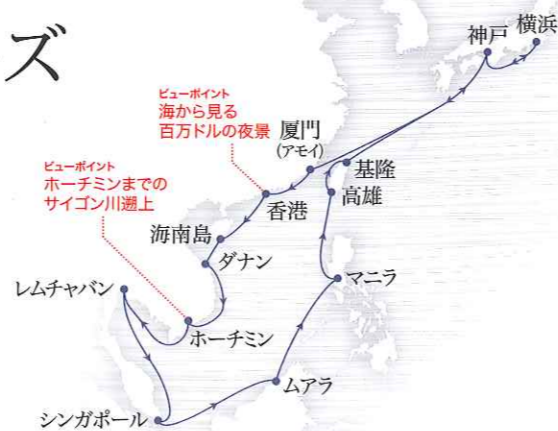 ズ
神戸
横浜
ビューポイント
海から見る
百万ドルの夜景
厦門
(アモイ)
基隆
ビューポイント
ホーチミンまでの
サイゴン川遡上
香港
高雄
海南島
ダナン
レムチャバン
マニラ
ホーチミン
ムアラ
シンガポール